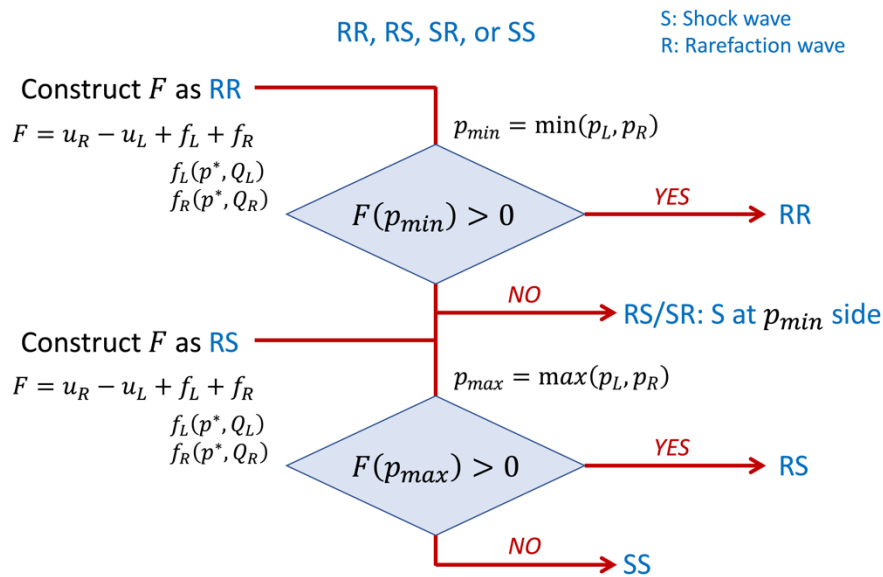 RR, RS, SR, or SS
S: Shock wave
R: Rarefaction wave
Construct F as RR
F = u_R − u_L + f_L + f_R
f_L(p*, Q_L)
f_R(p*, Q_R)
p_min = min(p_L, p_R)
F(p_min) > 0
YES
RR
NO
RS/SR: S at p_min side
Construct F as RS
F = u_R − u_L + f_L + f_R
f_L(p*, Q_L)
f_R(p*, Q_R)
p_max = max(p_L, p_R)
F(p_max) > 0
YES
RS
NO
SS